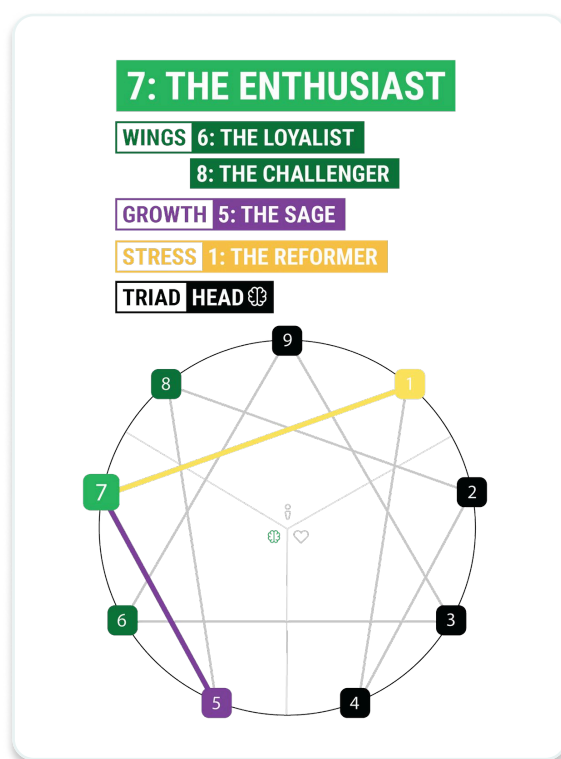 7: THE ENTHUSIAST
WINGS 6: THE LOYALIST
8: THE CHALLENGER
GROWTH 5: THE SAGE
STRESS 1: THE REFORMER
TRIAD HEAD
9
8
1
7
2
6
3
5
4